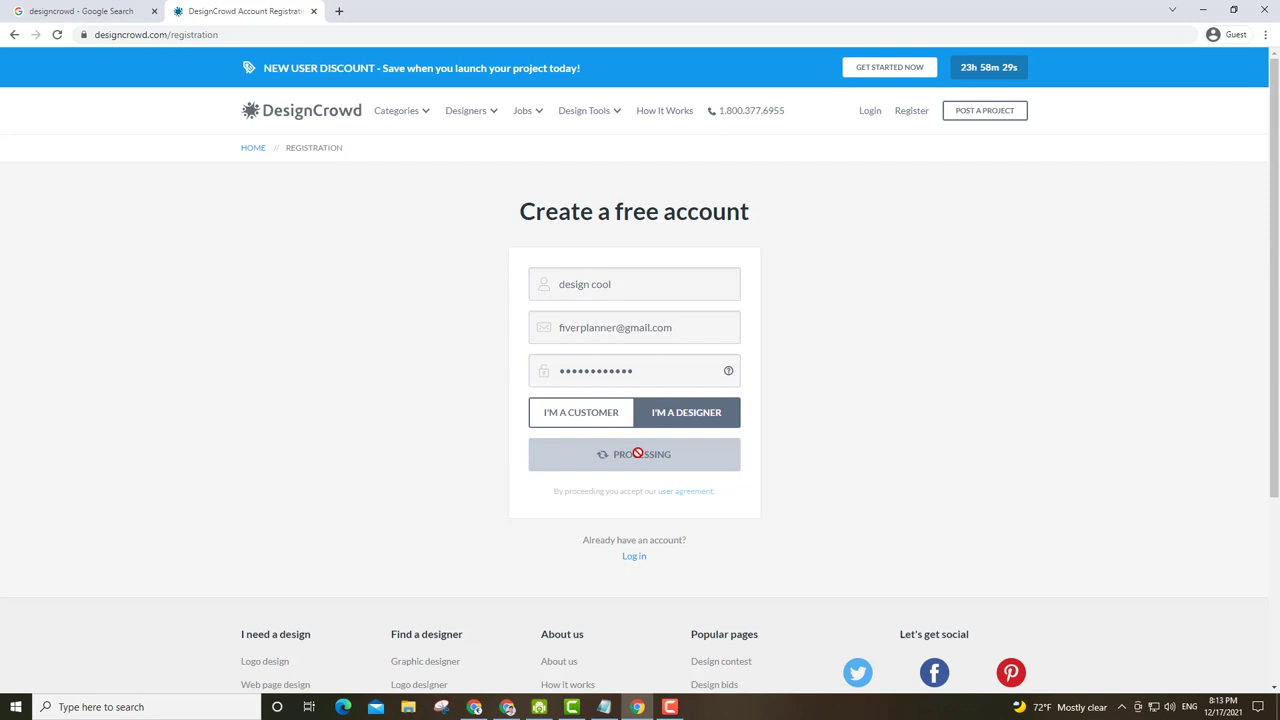 designcrowd - Google Search
DesignCrowd Account Registrati
designcrowd.com/registration
Guest
NEW USER DISCOUNT - Save when you launch your project today!
GET STARTED NOW
23h 58m 29s
DesignCrowd
Categories
Designers
Jobs
Design Tools
How It Works
1.800.377.6955
Login
Register
POST A PROJECT
HOME // REGISTRATION
Create a free account
design cool
fiverplanner@gmail.com
••••••••••••
I'M A CUSTOMER
I'M A DESIGNER
PROCESSING
By proceeding you accept our user agreement.
Already have an account?
Log in
I need a design
Find a designer
About us
Popular pages
Let's get social
Logo design
Graphic designer
About us
Design contest
Web page design
Logo designer
How it works
Design bids
Type here to search
72°F Mostly clear
ENG
8:13 PM
12/17/2021